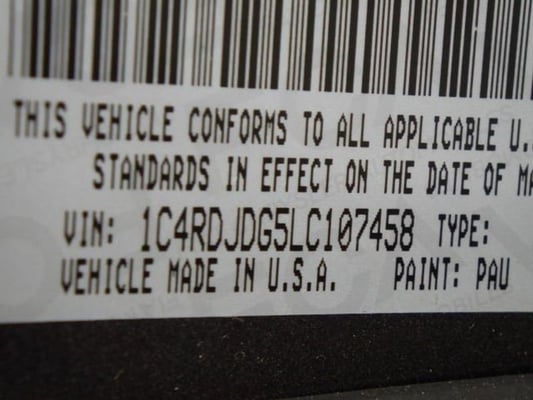 THIS VEHICLE CONFORMS TO ALL APPLICABLE U.
STANDARDS IN EFFECT ON THE DATE OF MA
VIN: 1C4RDJDG5LC107458 TYPE:
VEHICLE MADE IN U.S.A. PAINT: PAU